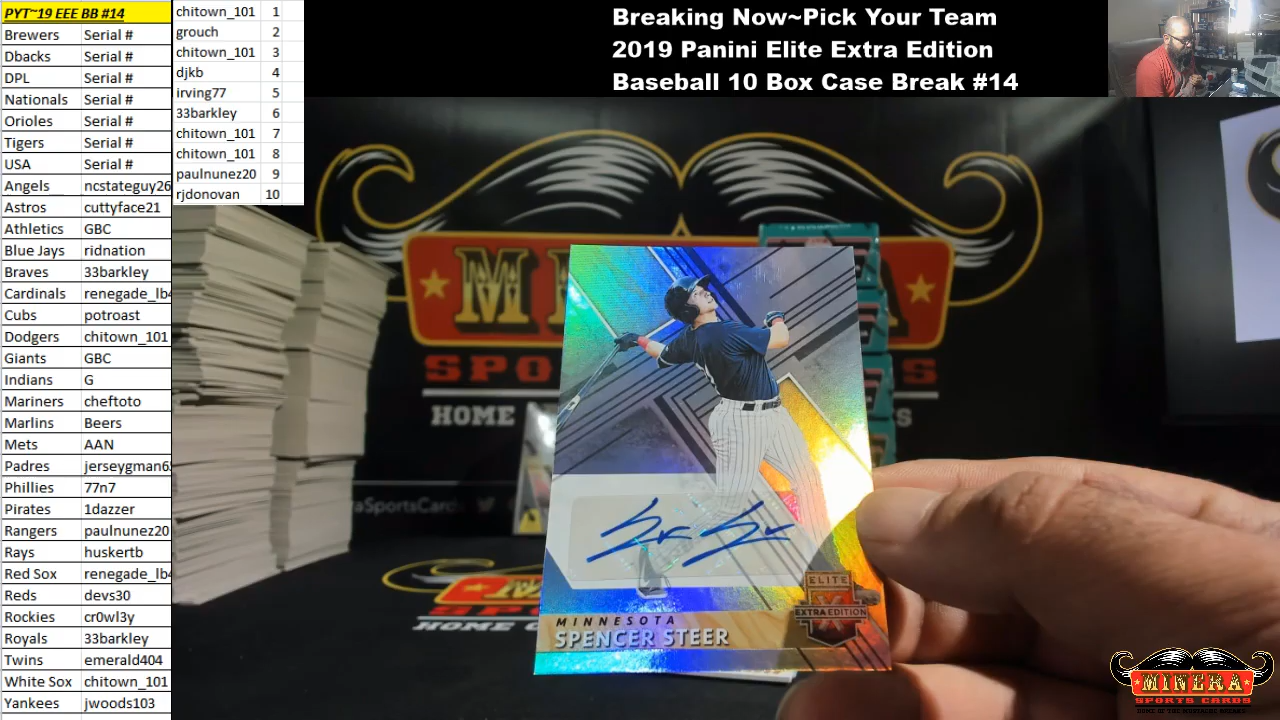 PYT~19 EEE BB #14
Brewers Serial #
Dbacks Serial #
DPL Serial #
Nationals Serial #
Orioles Serial #
Tigers Serial #
USA Serial #
Angels ncstateguy26
Astros cuttyface21
Athletics GBC
Blue Jays ridnation
Braves 33barkley
Cardinals renegade_lb4
Cubs potroast
Dodgers chitown_101
Giants GBC
Indians G
Mariners cheftoto
Marlins Beers
Mets AAN
Padres jerseygman6
Phillies 77n7
Pirates 1dazzer
Rangers paulnunez20
Rays huskertb
Red Sox renegade_lb4
Reds devs30
Rockies cr0wl3y
Royals 33barkley
Twins emerald404
White Sox chitown_101
Yankees jwoods103
chitown_101 1
grouch 2
chitown_101 3
djkb 4
irving77 5
33barkley 6
chitown_101 7
chitown_101 8
paulnunez20 9
rjdonovan 10
Breaking Now~Pick Your Team
2019 Panini Elite Extra Edition
Baseball 10 Box Case Break #14
SPO
HOME
raSportsCards
ELITE
EXTRA EDITION
MINNESOTA
SPENCER STEER
MINERA
SPORTS CARDS